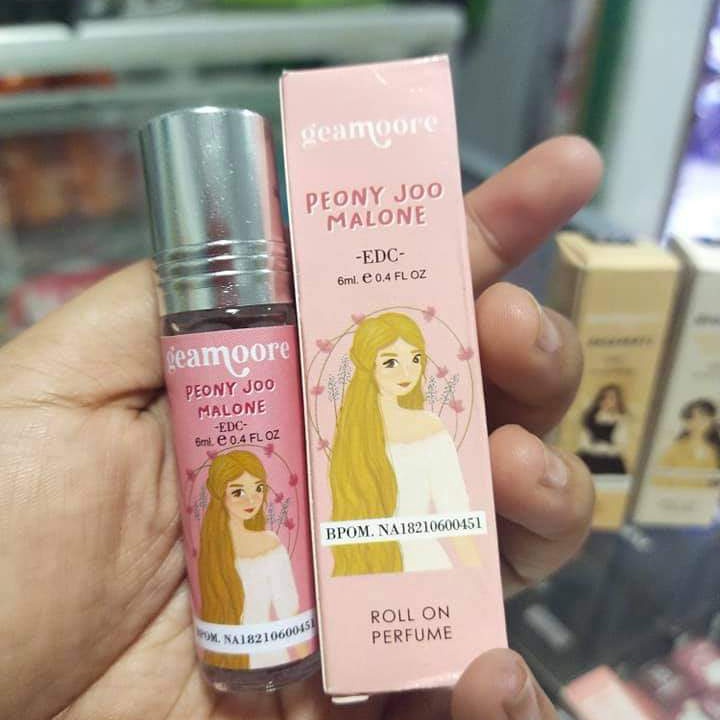 geamoore
PEONY JOO
MALONE
-EDC-
6ml. e 0.4 FL OZ
BPOM. NA18210600451
geamoore
PEONY JOO
MALONE
-EDC-
6ml. e 0.4 FL OZ
BPOM. NA18210600451
ROLL ON
PERFUME